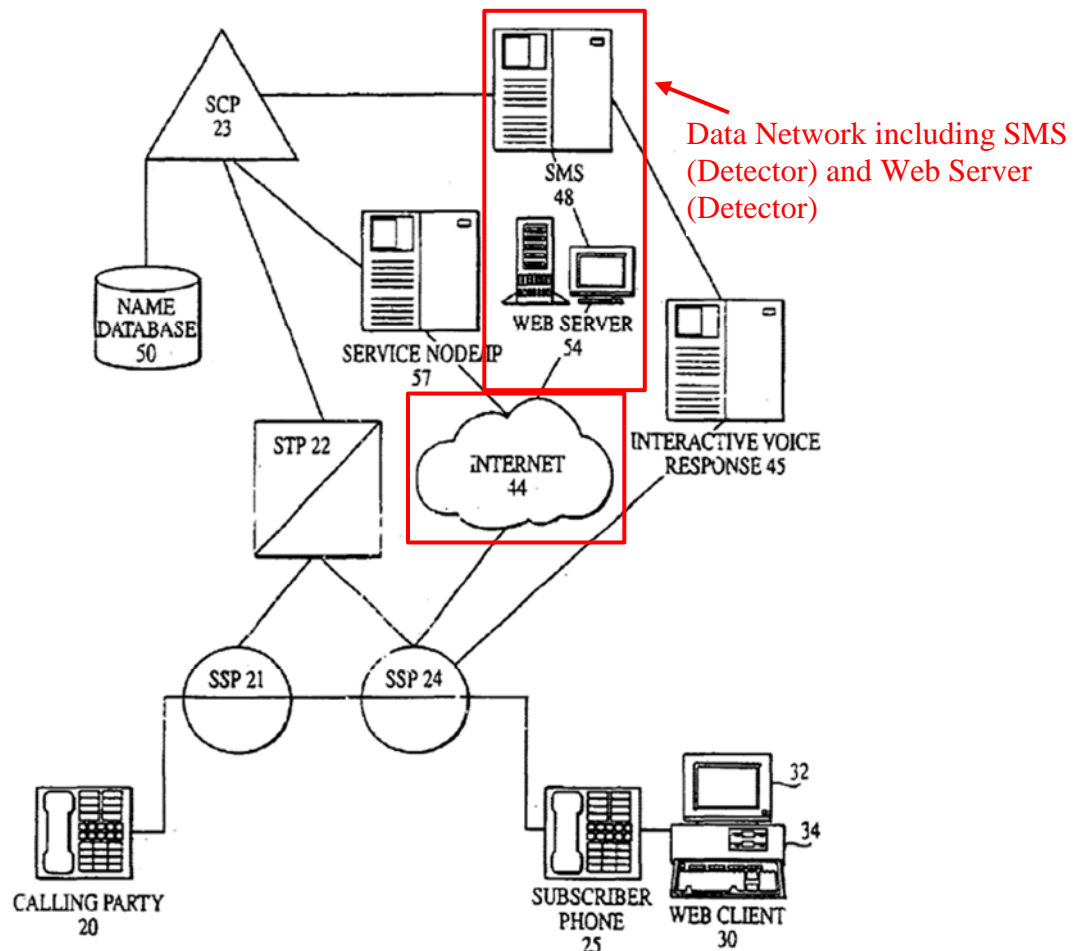 SCP
23
Data Network including SMS
(Detector) and Web Server
(Detector)
SMS
48
NAME
DATABASE
50
SERVICE NODE/IP
57
WEB SERVER
54
STP 22
INTERNET
44
INTERACTIVE VOICE
RESPONSE 45
SSP 21
SSP 24
32
34
CALLING PARTY
20
SUBSCRIBER
PHONE
25
WEB CLIENT
30